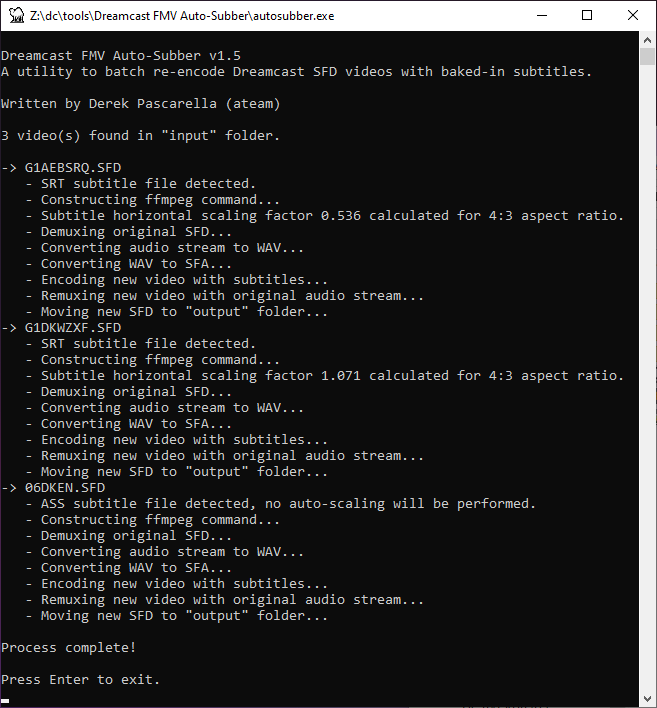 Z:\dc\tools\Dreamcast FMV Auto-Subber\autosubber.exe
Dreamcast FMV Auto-Subber v1.5
A utility to batch re-encode Dreamcast SFD videos with baked-in subtitles.
Written by Derek Pascarella (ateam)
3 video(s) found in "input" folder.
-> G1AEBSRQ.SFD
- SRT subtitle file detected.
- Constructing ffmpeg command...
- Subtitle horizontal scaling factor 0.536 calculated for 4:3 aspect ratio.
- Demuxing original SFD...
- Converting audio stream to WAV...
- Converting WAV to SFA...
- Encoding new video with subtitles...
- Remuxing new video with original audio stream...
- Moving new SFD to "output" folder...
-> G1DKWZXF.SFD
- SRT subtitle file detected.
- Constructing ffmpeg command...
- Subtitle horizontal scaling factor 1.071 calculated for 4:3 aspect ratio.
- Demuxing original SFD...
- Converting audio stream to WAV...
- Converting WAV to SFA...
- Encoding new video with subtitles...
- Remuxing new video with original audio stream...
- Moving new SFD to "output" folder...
-> 06DKEN.SFD
- ASS subtitle file detected, no auto-scaling will be performed.
- Constructing ffmpeg command...
- Demuxing original SFD...
- Converting audio stream to WAV...
- Converting WAV to SFA...
- Encoding new video with subtitles...
- Remuxing new video with original audio stream...
- Moving new SFD to "output" folder...
Process complete!
Press Enter to exit.